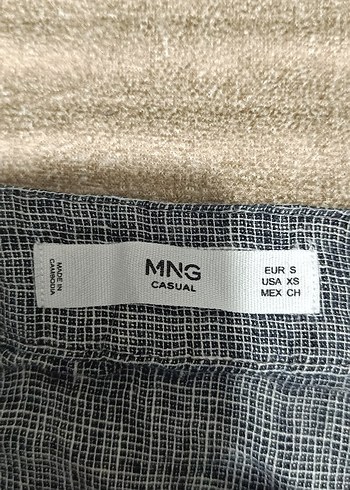 MADE IN
CAMBODIA
MNG
CASUAL
EUR S
USA XS
MEX CH